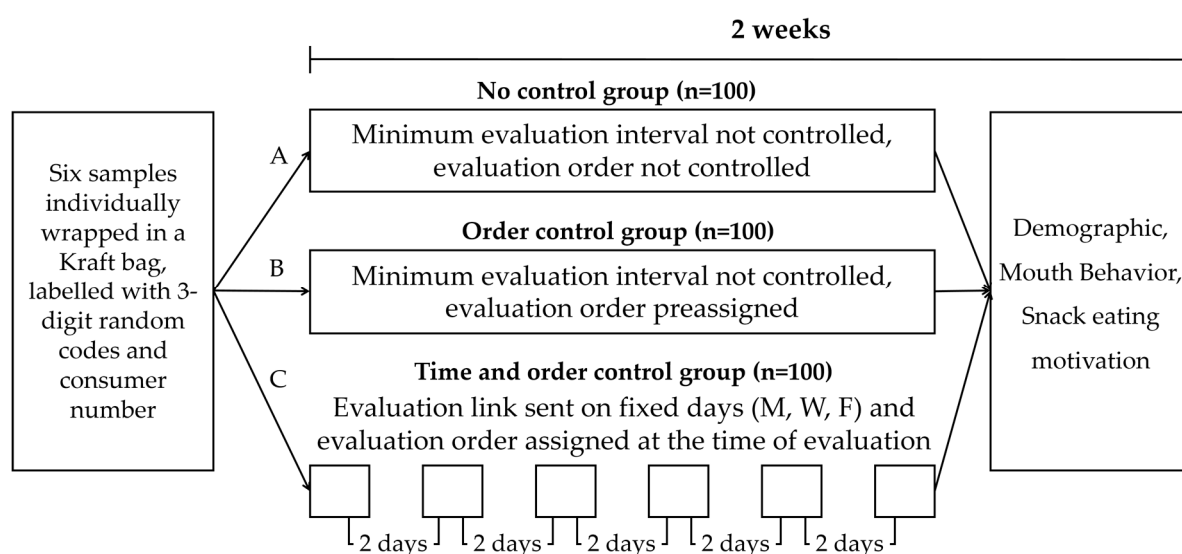 2 weeks
Six samples
individually
wrapped in a
Kraft bag,
labelled with 3-
digit random
codes and
consumer
number
A
B
C
No control group (n=100)
Minimum evaluation interval not controlled,
evaluation order not controlled
Order control group (n=100)
Minimum evaluation interval not controlled,
evaluation order preassigned
Time and order control group (n=100)
Evaluation link sent on fixed days (M, W, F) and
evaluation order assigned at the time of evaluation
2 days 2 days 2 days 2 days 2 days
Demographic,
Mouth Behavior,
Snack eating
motivation